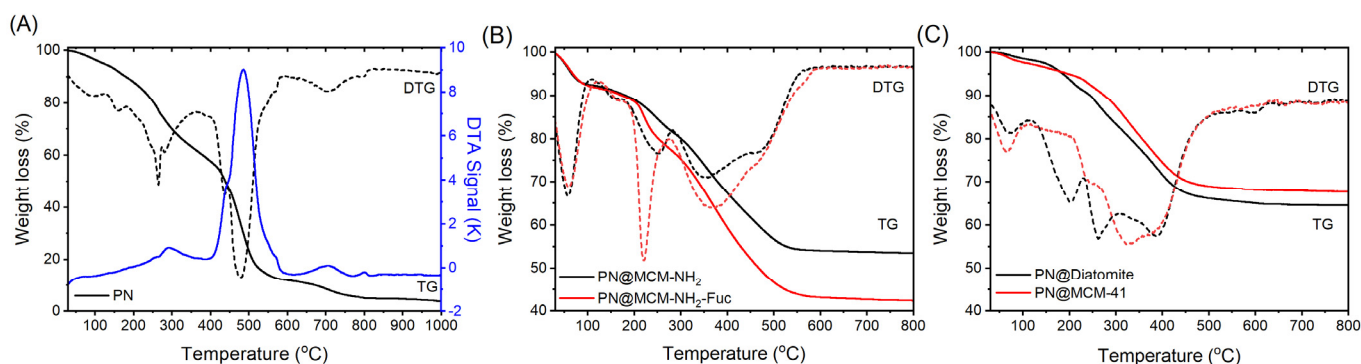 (A)
100
80
60
40
20
0
Weight loss (%)
10
8
6
4
2
0
-2
DTA Signal (K)
DTG
TG
PN
100 200 300 400 500 600 700 800 900 1000
Temperature (°C)
(B)
100
90
80
70
60
50
40
Weight loss (%)
DTG
TG
PN@MCM-NH₂
PN@MCM-NH₂-Fuc
100 200 300 400 500 600 700 800
Temperature (°C)
(C)
100
95
90
85
80
75
70
65
60
55
50
45
Weight loss (%)
DTG
TG
PN@Diatomite
PN@MCM-41
100 200 300 400 500 600 700 800
Temperature (°C)